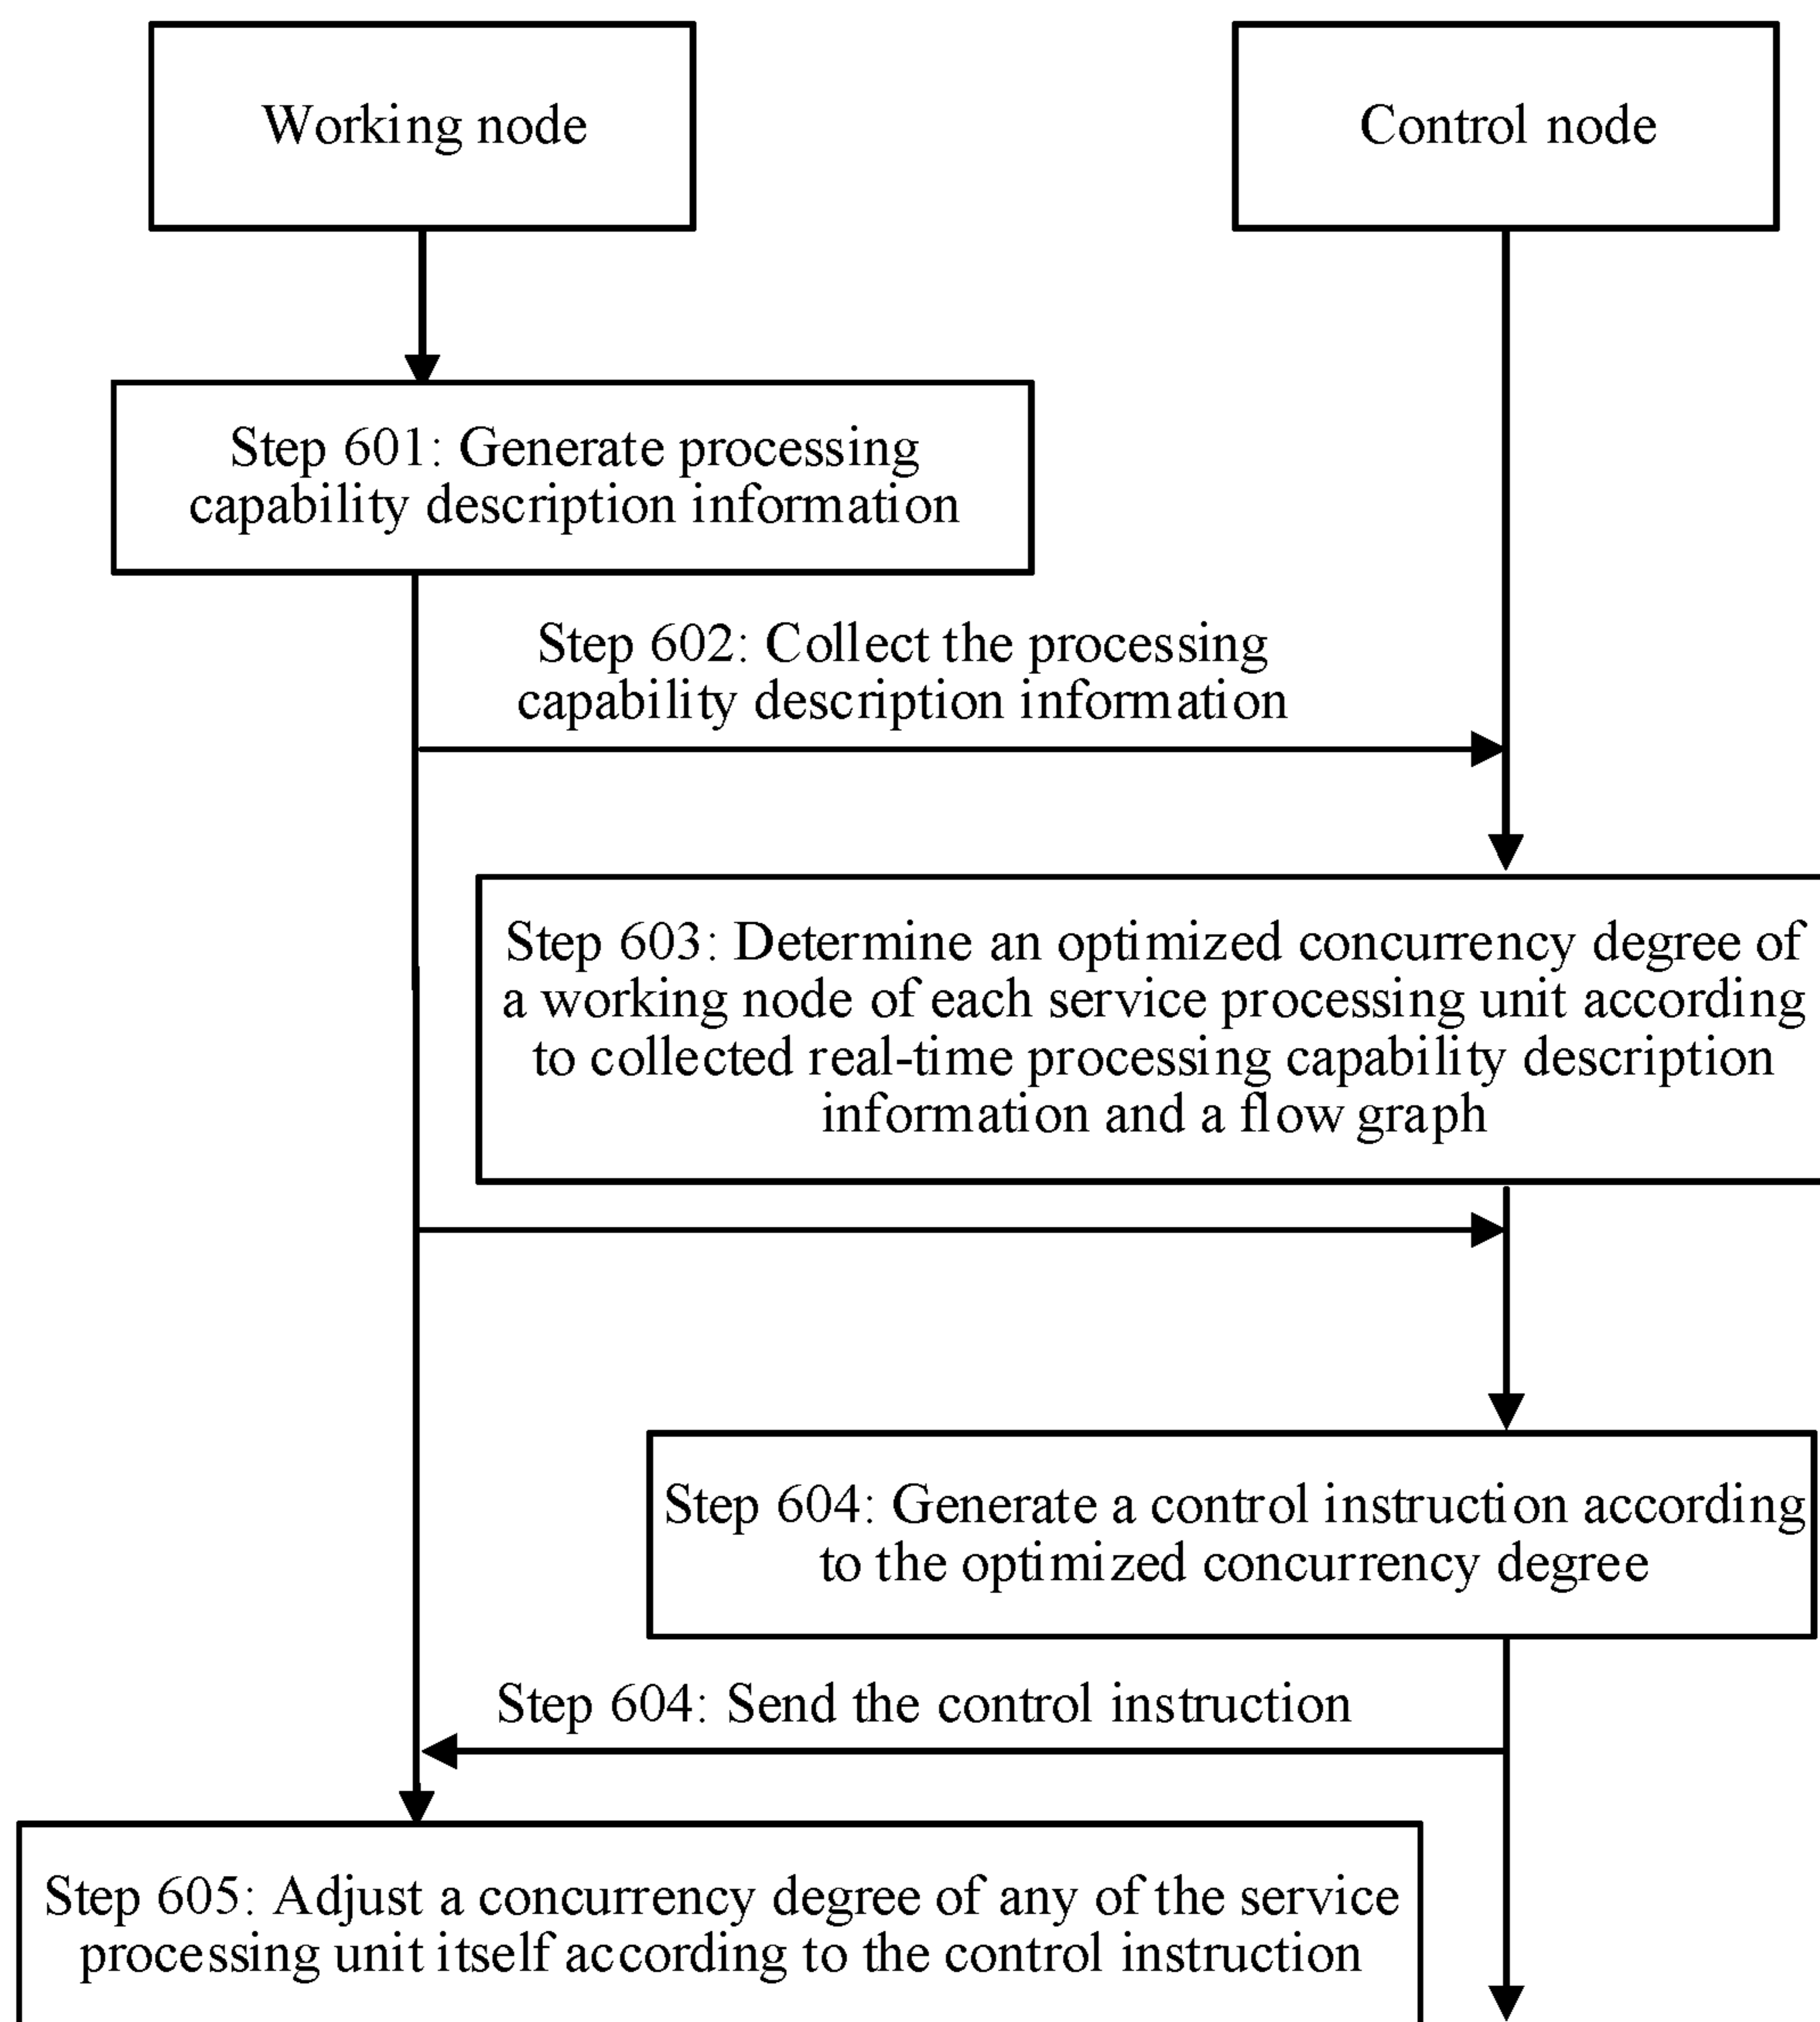 Working node
Control node
Step 601: Generate processing
capability description information
Step 602: Collect the processing
capability description information
Step 603: Determine an optimized concurrency degree of
a working node of each service processing unit according
to collected real-time processing capability description
information and a flow graph
Step 604: Generate a control instruction according
to the optimized concurrency degree
Step 604: Send the control instruction
Step 605: Adjust a concurrency degree of any of the service
processing unit itself according to the control instruction